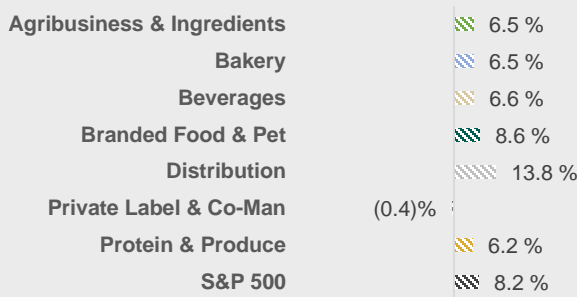 Agribusiness & Ingredients 6.5 %
Bakery 6.5 %
Beverages 6.6 %
Branded Food & Pet 8.6 %
Distribution 13.8 %
Private Label & Co-Man (0.4)%
Protein & Produce 6.2 %
S&P 500 8.2 %